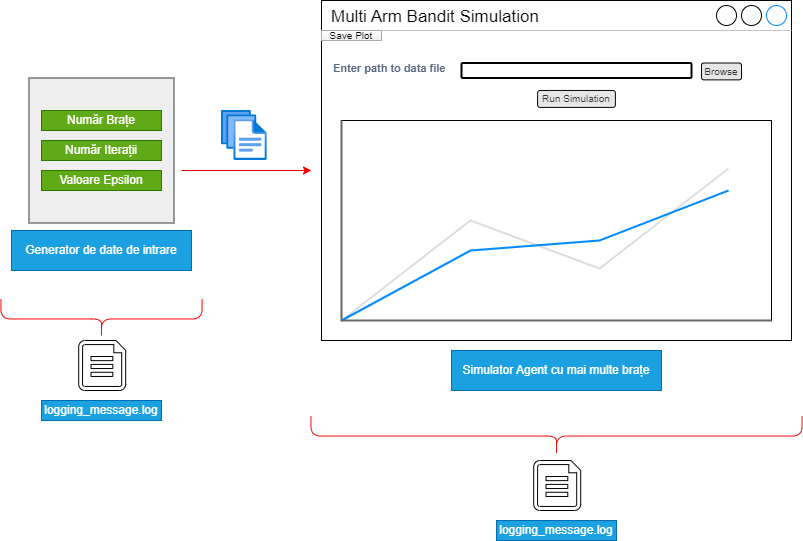 Multi Arm Bandit Simulation
Save Plot
Enter path to data file
Browse
Run Simulation
Număr Brațe
Număr Iterații
Valoare Epsilon
Generator de date de intrare
logging_message.log
Simulator Agent cu mai multe brațe
logging_message.log